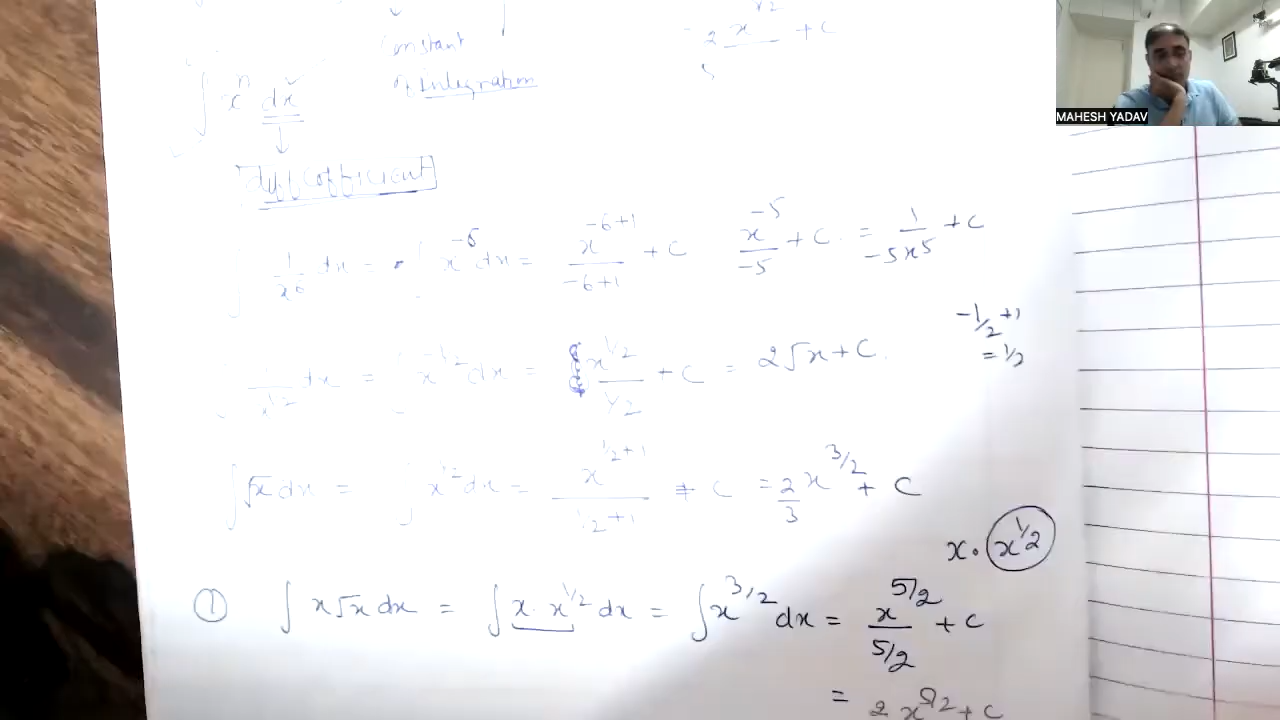 constant
of integration
2 x + C
5
MAHESH YADAV
∫ xⁿ dx
↓
Diff cofficient
1/x⁶ dx = ∫ x⁻⁶ dx = x⁻⁶⁺¹/(-6+1) + C x⁻⁵/-5 + C. = 1/-5x⁵ + C
-1/2 + 1
= 1/2
∫ 1/x^1/2 dx = ∫ x^-1/2 dx = x^1/2/(1/2) + C = 2√x + C.
∫ √x dx = ∫ x^1/2 dx = x^(1/2+1)/(1/2+1) + C = 2/3 x^3/2 + C
x . x^1/2
① ∫ x√x dx = ∫ x . x^1/2 dx = ∫ x^3/2 dx = x^5/2/(5/2) + C
= 2 x^5/2 + C